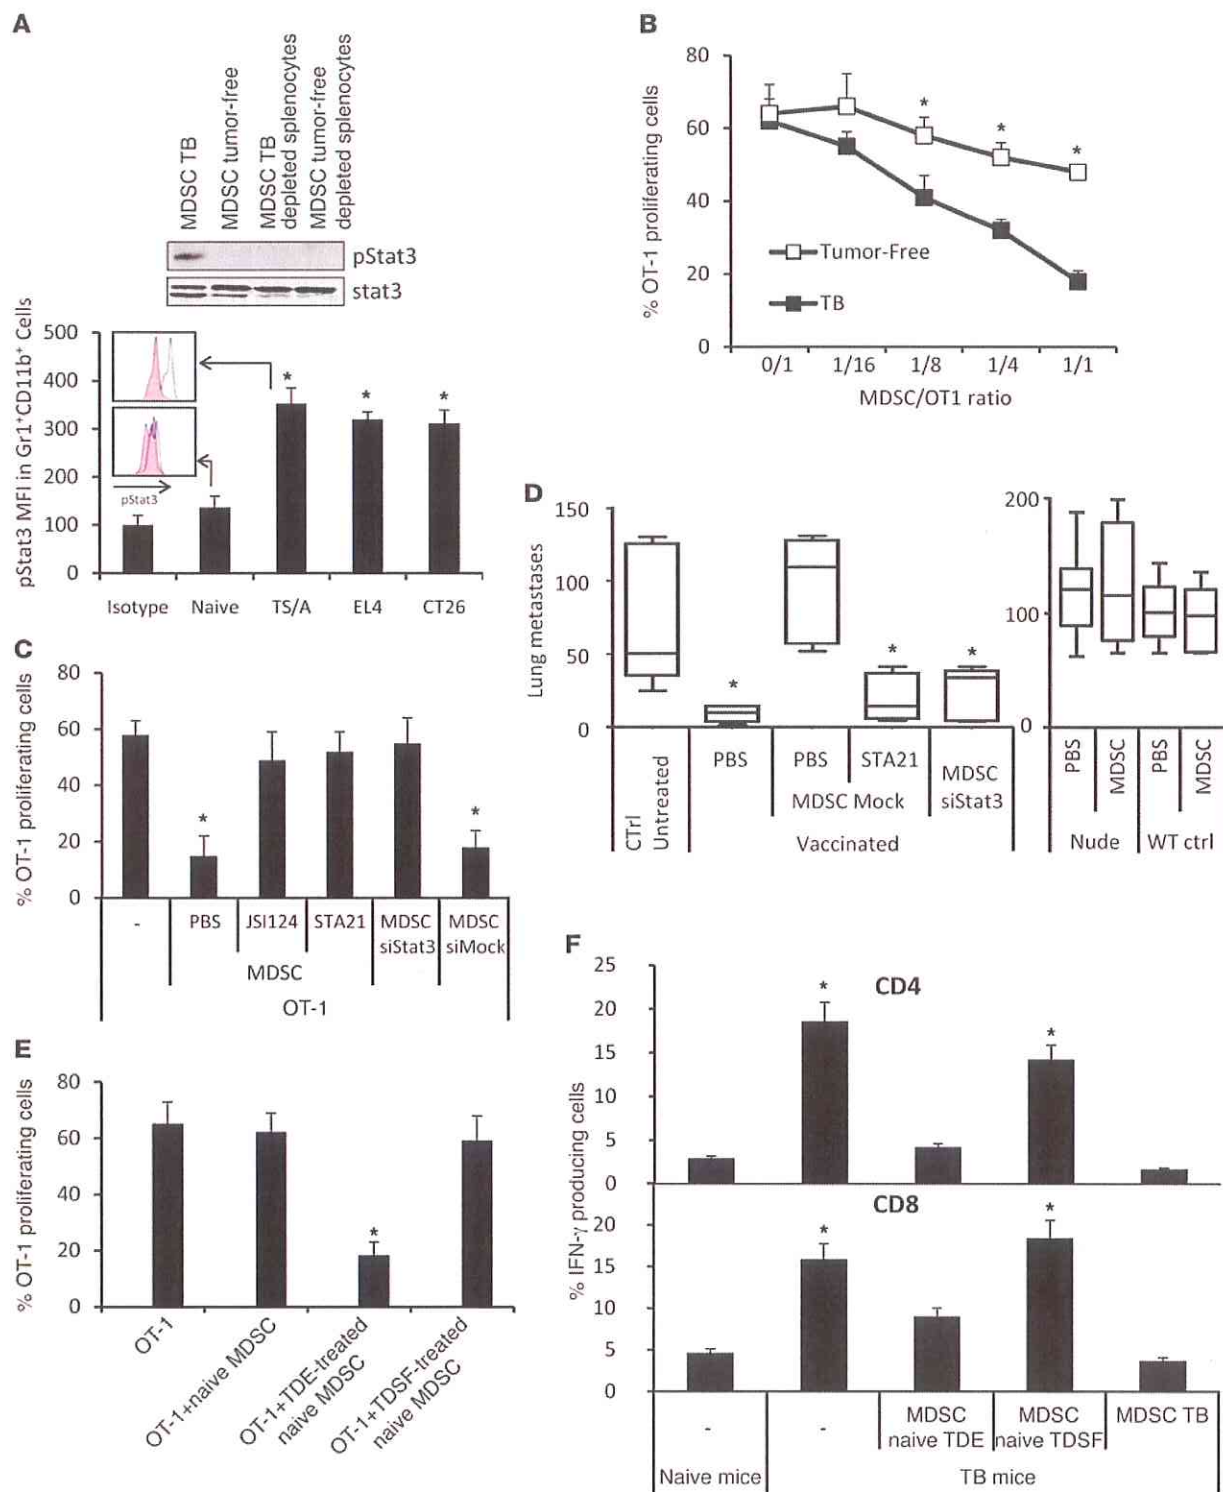 A
MDSC TB
MDSC tumor-free
MDSC TB
depleted splenocytes
MDSC tumor-free
depleted splenocytes
pStat3
stat3
pStat3 MFI in Gr1⁺CD11b⁺ Cells
500
400
300
200
100
0
pStat3
*
*
*
Isotype
Naive
TS/A
EL4
CT26
B
% OT-1 proliferating cells
80
60
40
20
0
*
*
*
Tumor-Free
TB
0/1
1/16
1/8
1/4
1/1
MDSC/OT1 ratio
C
% OT-1 proliferating cells
80
60
40
20
0
*
*
-
PBS
JSI124
STA21
MDSC
siStat3
MDSC
siMock
MDSC
OT-1
D
Lung metastases
150
100
50
0
*
*
*
CTrl
Untreated
PBS
PBS
STA21
MDSC Mock
MDSC
siStat3
Vaccinated
200
100
0
PBS
MDSC
PBS
MDSC
Nude
WT ctrl
E
% OT-1 proliferating cells
80
60
40
20
0
*
OT-1
OT-1+naive MDSC
OT-1+TDE-treated
naive MDSC
OT-1+TDSF-treated
naive MDSC
F
% IFN-γ producing cells
25
20
15
10
5
0
CD4
*
*
20
15
10
5
0
CD8
*
*
-
-
MDSC
naive TDE
MDSC
naive TDSF
MDSC TB
Naive mice
TB mice